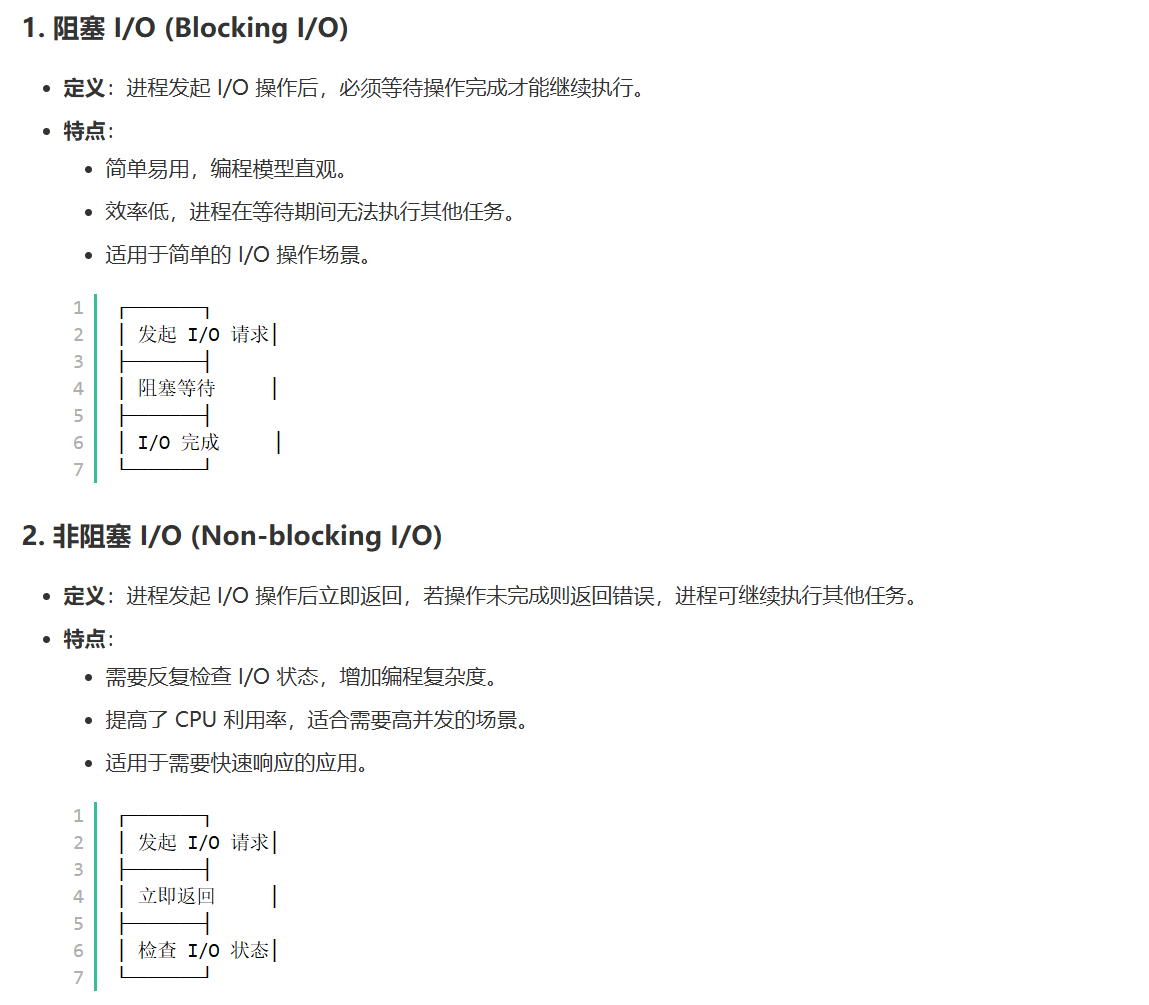 1. 阻塞 I/O (Blocking I/O)
• 定义：进程发起 I/O 操作后，必须等待操作完成才能继续执行。
• 特点：
• 简单易用，编程模型直观。
• 效率低，进程在等待期间无法执行其他任务。
• 适用于简单的 I/O 操作场景。
1 ┌───────┐
2 │ 发起 I/O 请求│
3 ├───────┤
4 │ 阻塞等待     │
5 ├───────┤
6 │ I/O 完成     │
7 └───────┘
2. 非阻塞 I/O (Non-blocking I/O)
• 定义：进程发起 I/O 操作后立即返回，若操作未完成则返回错误，进程可继续执行其他任务。
• 特点：
• 需要反复检查 I/O 状态，增加编程复杂度。
• 提高了 CPU 利用率，适合需要高并发的场景。
• 适用于需要快速响应的应用。
1 ┌───────┐
2 │ 发起 I/O 请求│
3 ├───────┤
4 │ 立即返回     │
5 ├───────┤
6 │ 检查 I/O 状态│
7 └───────┘